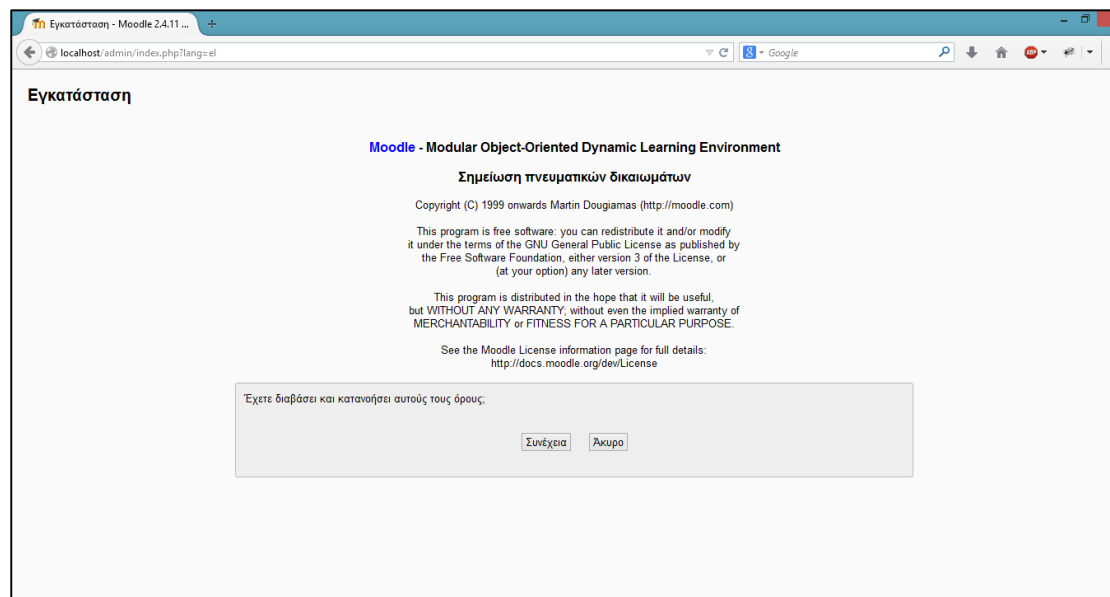 Εγκατάσταση - Moodle 2.4.11 ...
localhost/admin/index.php?lang=el
Google
ABP
Εγκατάσταση
Moodle - Modular Object-Oriented Dynamic Learning Environment
Σημείωση πνευματικών δικαιωμάτων
Copyright (C) 1999 onwards Martin Dougiamas (http://moodle.com)
This program is free software: you can redistribute it and/or modify
it under the terms of the GNU General Public License as published by
the Free Software Foundation, either version 3 of the License, or
(at your option) any later version.
This program is distributed in the hope that it will be useful,
but WITHOUT ANY WARRANTY; without even the implied warranty of
MERCHANTABILITY or FITNESS FOR A PARTICULAR PURPOSE.
See the Moodle License information page for full details:
http://docs.moodle.org/dev/License
Έχετε διαβάσει και κατανοήσει αυτούς τους όρους;
Συνέχεια Άκυρο